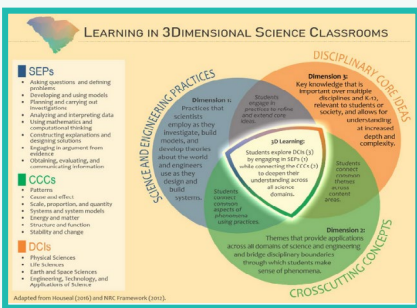 LEARNING IN 3DIMENSIONAL SCIENCE CLASSROOMS
SEPs
• Asking questions and defining
problems
• Developing and using models
• Planning and carrying out
investigations
• Analyzing and interpreting data
• Using mathematics and
computational thinking
• Constructing explanations and
designing solutions
• Engaging in argument from
evidence
• Obtaining, evaluating, and
communicating information
CCCs
• Patterns
• Cause and effect
• Scale, proportion, and quantity
• Systems and system models
• Energy and matter
• Structure and function
• Stability and change
DCIs
• Physical Sciences
• Life Sciences
• Earth and Space Sciences
• Engineering, Technology, and
Applications of Science
Adapted from Houseal (2016) and NRC Framework (2012).
SCIENCE AND ENGINEERING PRACTICES
Dimension 1:
Practices that
scientists
employ as they
investigate, build
models, and
develop theories
about the world
and engineers
use as they
design and
build
systems.
Students
engage in
practices to refine
and extend core
ideas.
DISCIPLINARY CORE IDEAS
Dimension 3:
Key knowledge that is
important over multiple
disciplines and K-12,
relevant to students or
society, and allows for
understanding
at increased
depth and
complexity.
3D Learning:
Students explore DCIs (3)
by engaging in SEPs (1)
while connecting the CCCs (2)
to deepen their
understanding across
all science
domains.
Students
connect
common
aspects of
phenomena
using practices.
Students
connect
common
themes
across
content
areas.
Dimension 2:
Themes that provide applications
across all domains of science and engineering,
and bridge disciplinary boundaries
through which students make
sense of phenomena.
CROSSCUTTING CONCEPTS